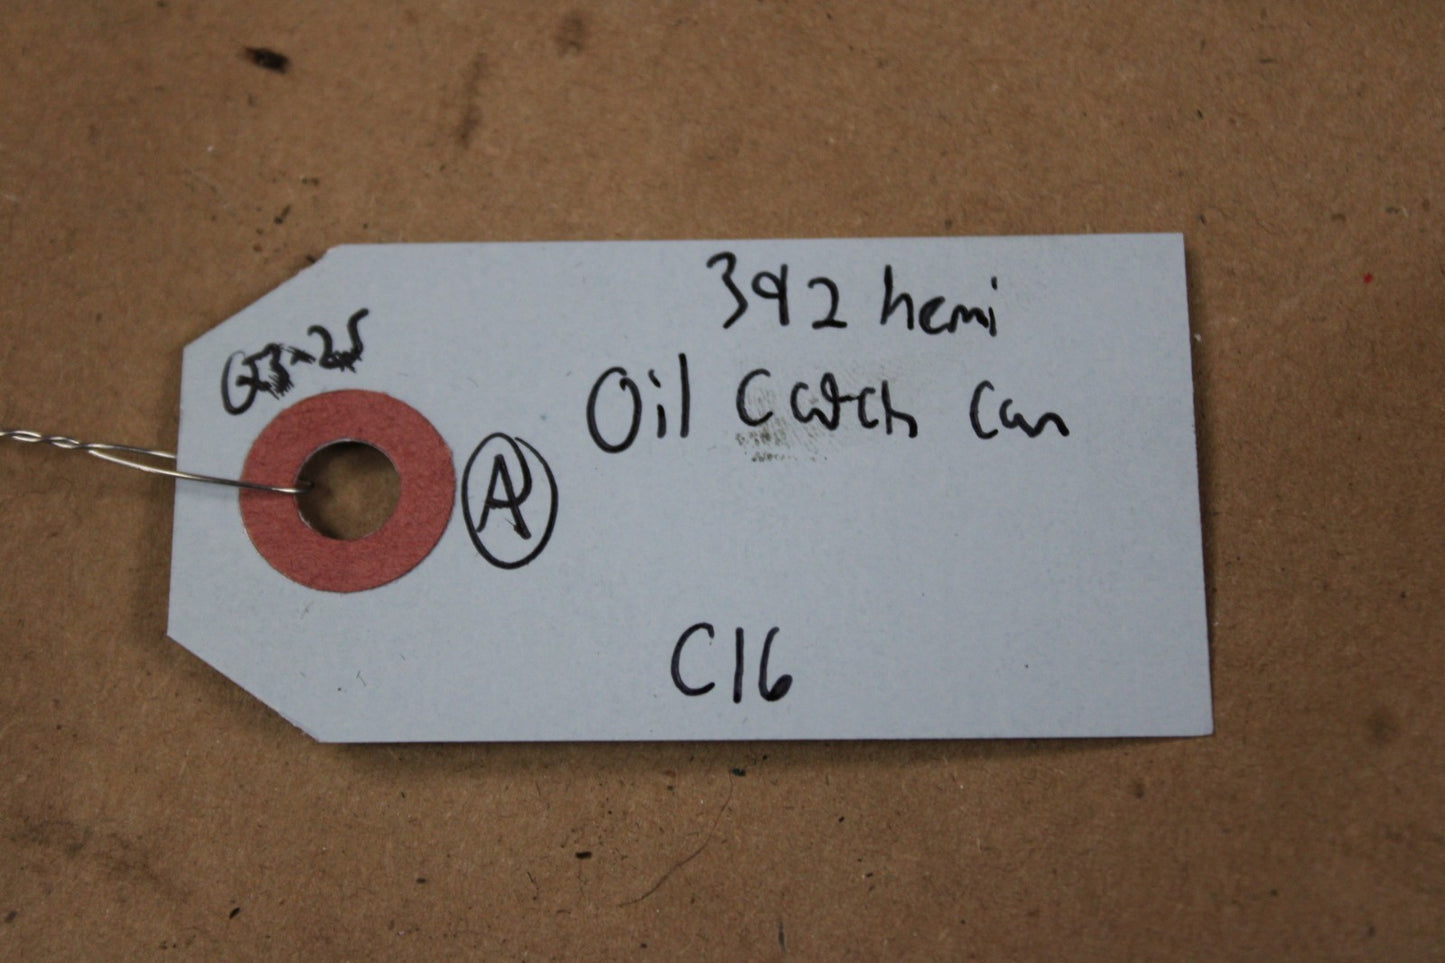 392 hemi
Oil Catch Can
A
C16